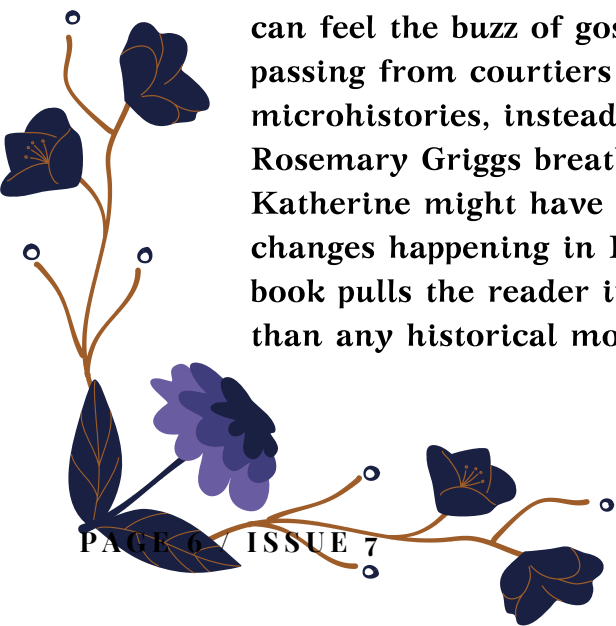 can feel the buzz of gos
passing from courtiers
microhistories, instead
Rosemary Griggs breat
Katherine might have
changes happening in
book pulls the reader i
than any historical mo
PAGE 6 / ISSUE 7